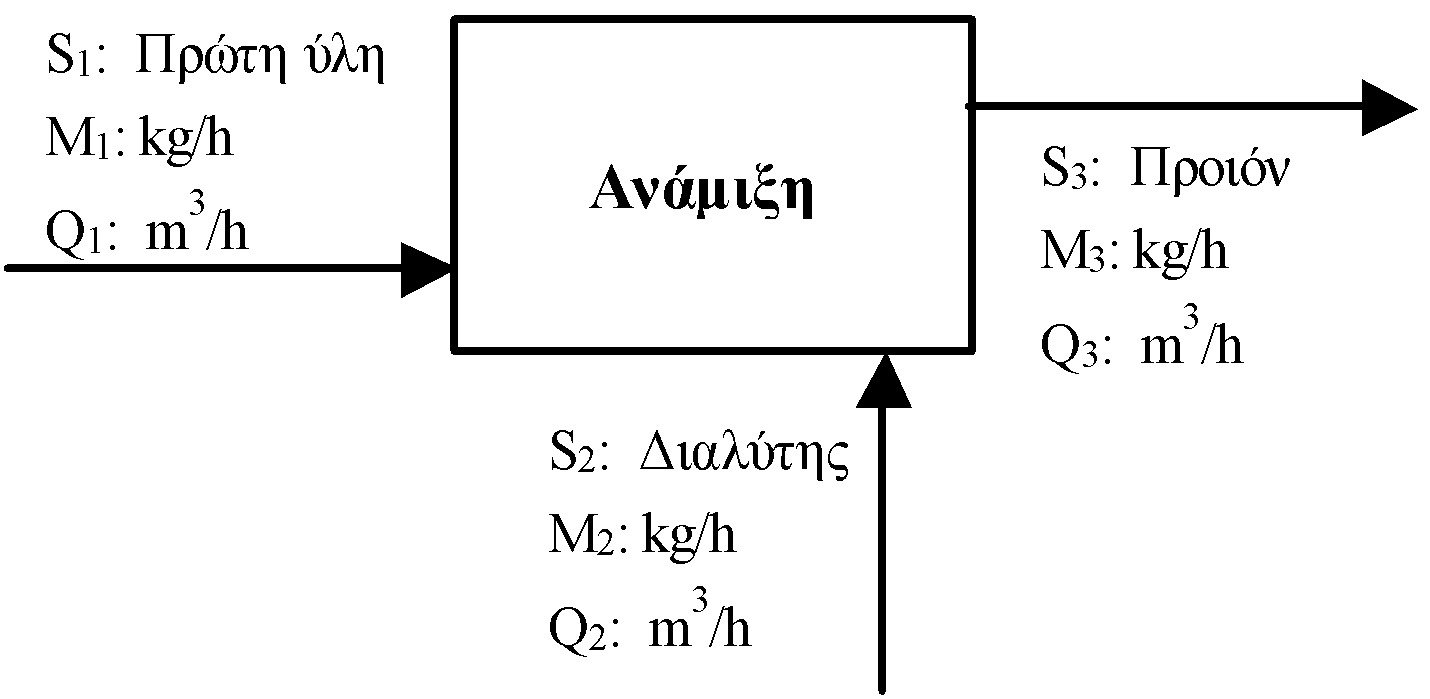 S1: Πρώτη ύλη
M1: kg/h
Q1: m³/h
Ανάμιξη
S3: Προιόν
M3: kg/h
Q3: m³/h
S2: Διαλύτης
M2: kg/h
Q2: m³/h